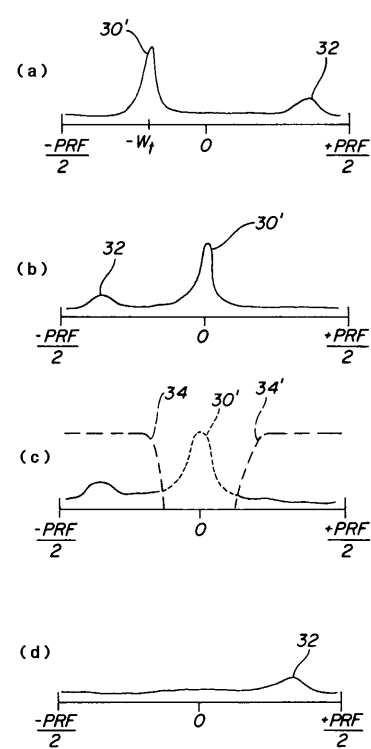 30'
32
(a)
-PRF/2
-Wt
0
+PRF/2
32
30'
(b)
-PRF/2
0
+PRF/2
34
30'
34'
(c)
-PRF/2
0
+PRF/2
32
(d)
-PRF/2
0
+PRF/2